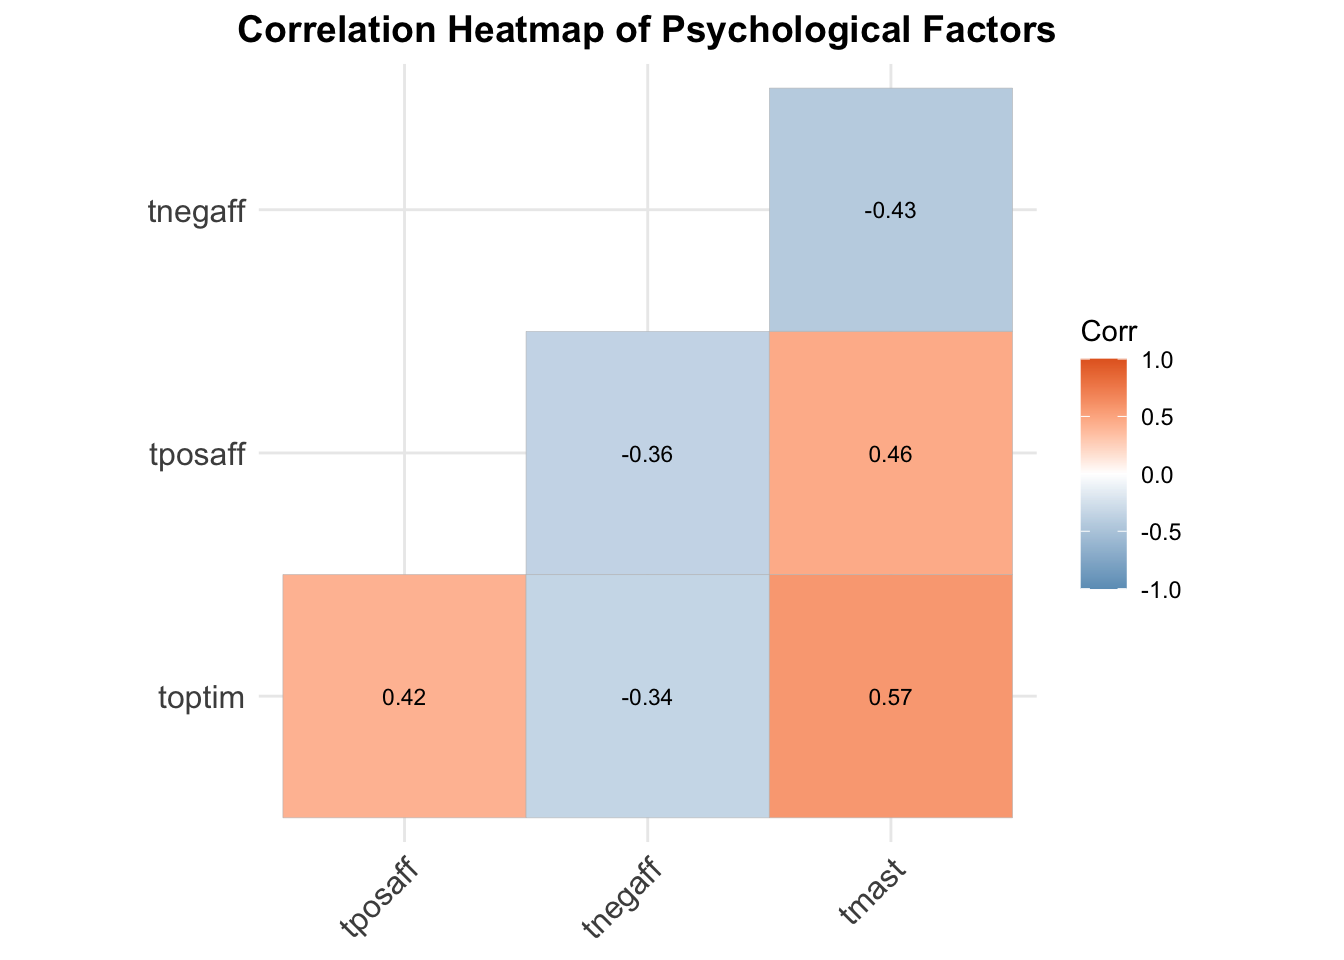 Correlation Heatmap of Psychological Factors
tnegaff
-0.43
tposaff
-0.36
0.46
toptim
0.42
-0.34
0.57
tposaff
tnegaff
tmast
Corr
1.0
0.5
0.0
-0.5
-1.0